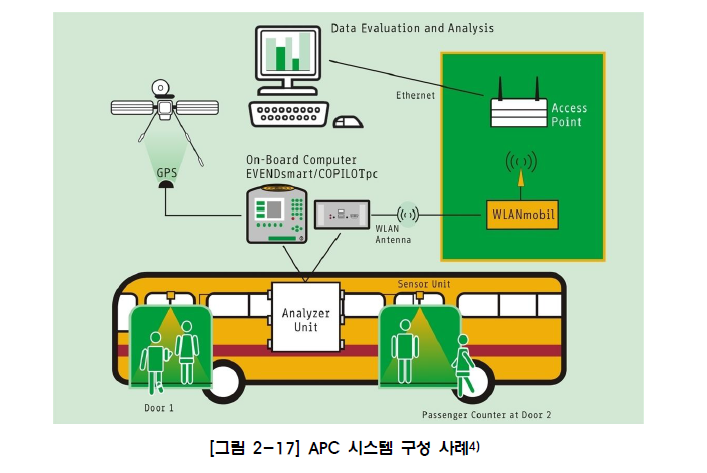 Data Evaluation and Analysis
Ethernet
Access
Point
GPS
On-Board Computer
EVENDsmart/COPILOTpc
WLAN
Antenna
WLANmobil
Sensor Unit
Analyzer
Unit
Door 1
Passenger Counter at Door 2
[그림 2-17] APC 시스템 구성 사례4)